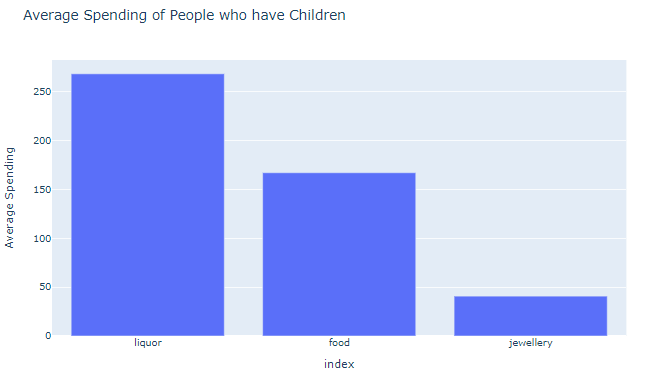 Average Spending of People who have Children
Average Spending
250
200
150
100
50
0
liquor food jewellery
index